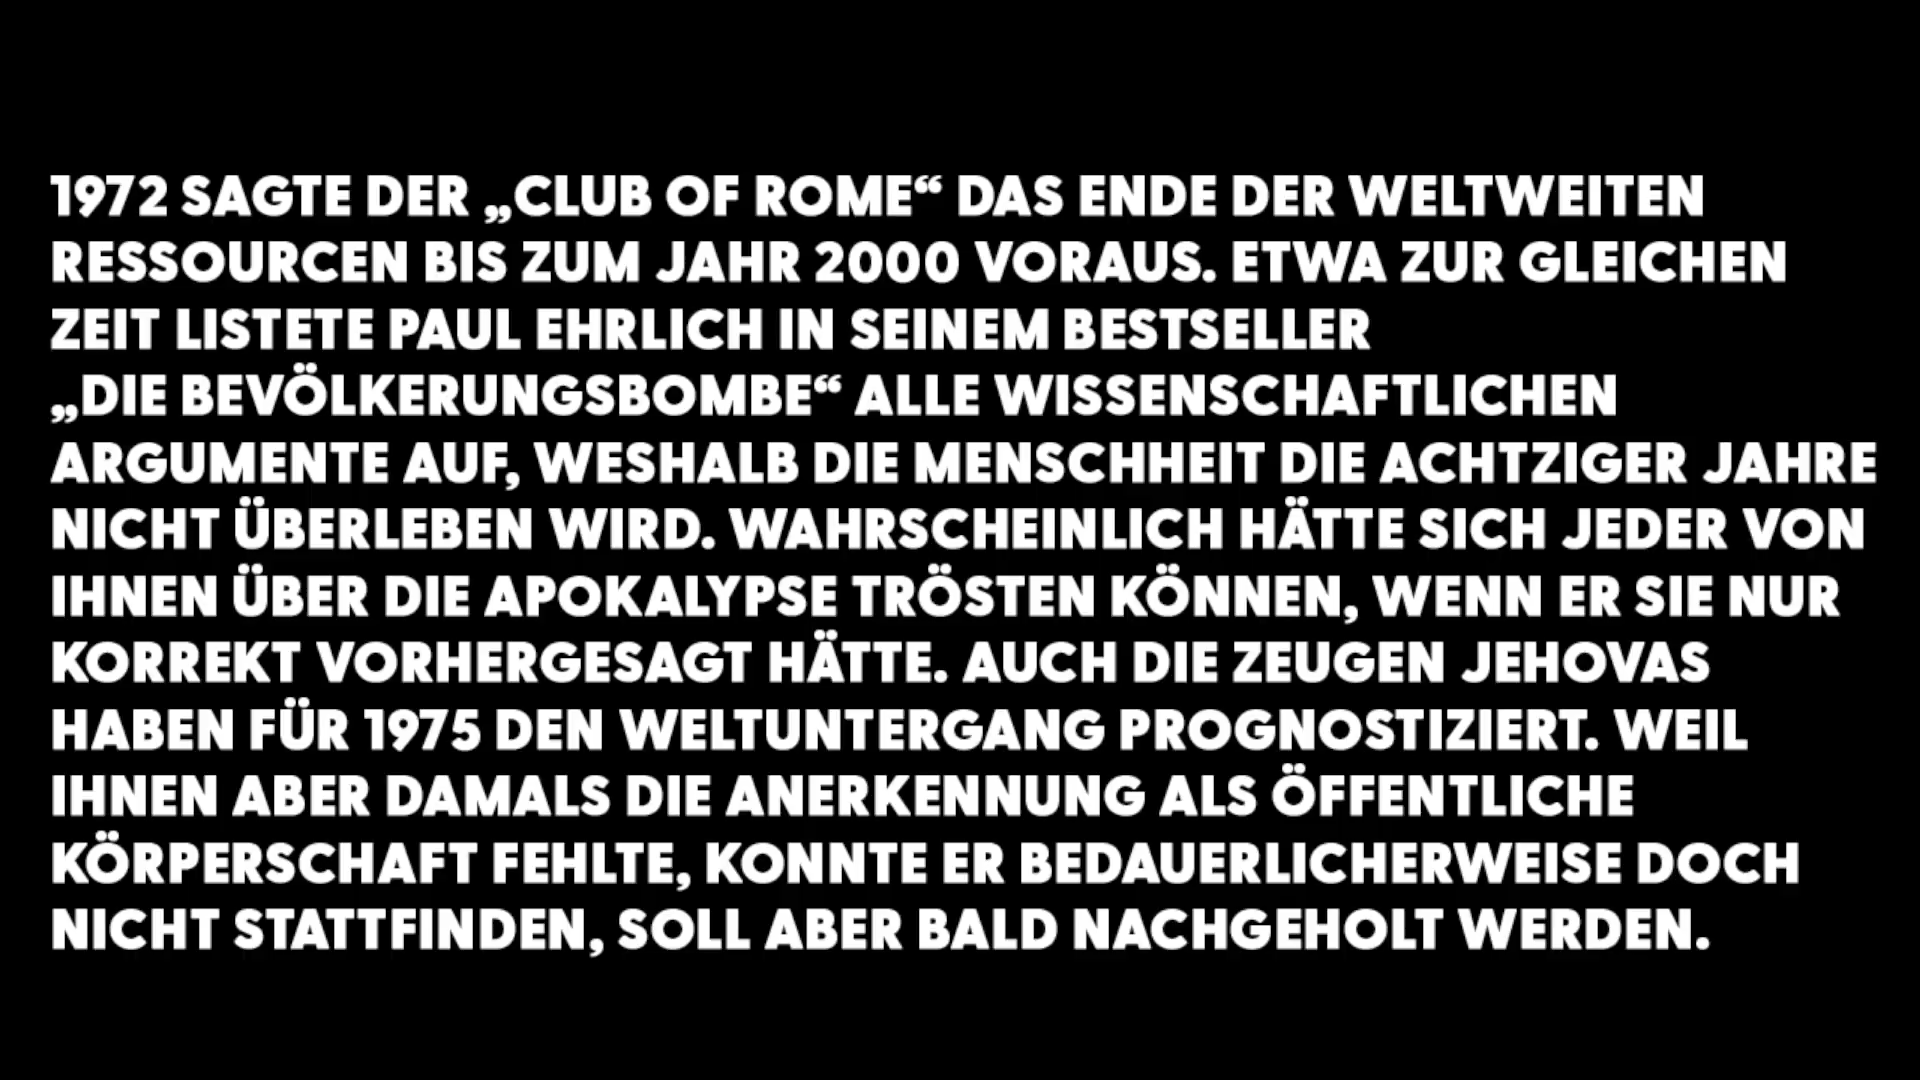 1972 SAGTE DER „CLUB OF ROME“ DAS ENDE DER WELTWEITEN
RESSOURCEN BIS ZUM JAHR 2000 VORAUS. ETWA ZUR GLEICHEN
ZEIT LISTETE PAUL EHRLICH IN SEINEM BESTSELLER
„DIE BEVÖLKERUNGSBOMBE“ ALLE WISSENSCHAFTLICHEN
ARGUMENTE AUF, WESHALB DIE MENSCHHEIT DIE ACHTZIGER JAHRE
NICHT ÜBERLEBEN WIRD. WAHRSCHEINLICH HÄTTE SICH JEDER VON
IHNEN ÜBER DIE APOKALYPSE TRÖSTEN KÖNNEN, WENN ER SIE NUR
KORREKT VORHERGESAGT HÄTTE. AUCH DIE ZEUGEN JEHOVAS
HABEN FÜR 1975 DEN WELTUNTERGANG PROGNOSTIZIERT. WEIL
IHNEN ABER DAMALS DIE ANERKENNUNG ALS ÖFFENTLICHE
KÖRPERSCHAFT FEHLTE, KONNTE ER BEDAUERLICHERWEISE DOCH
NICHT STATTFINDEN, SOLL ABER BALD NACHGEHOLT WERDEN.